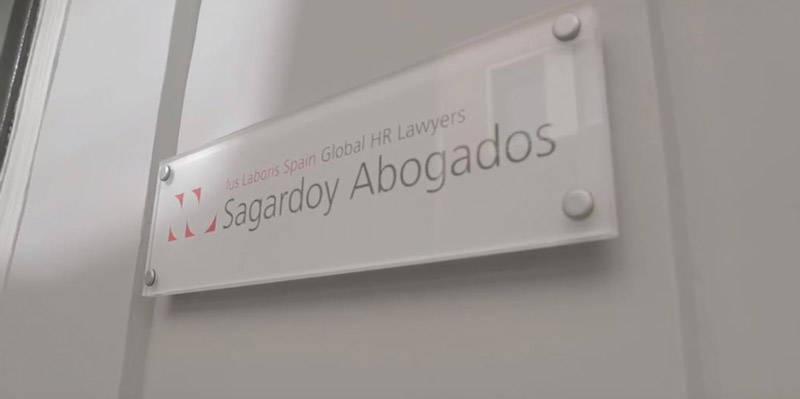 Ius Laboris Spain Global HR Lawyers
Sagardoy Abogados